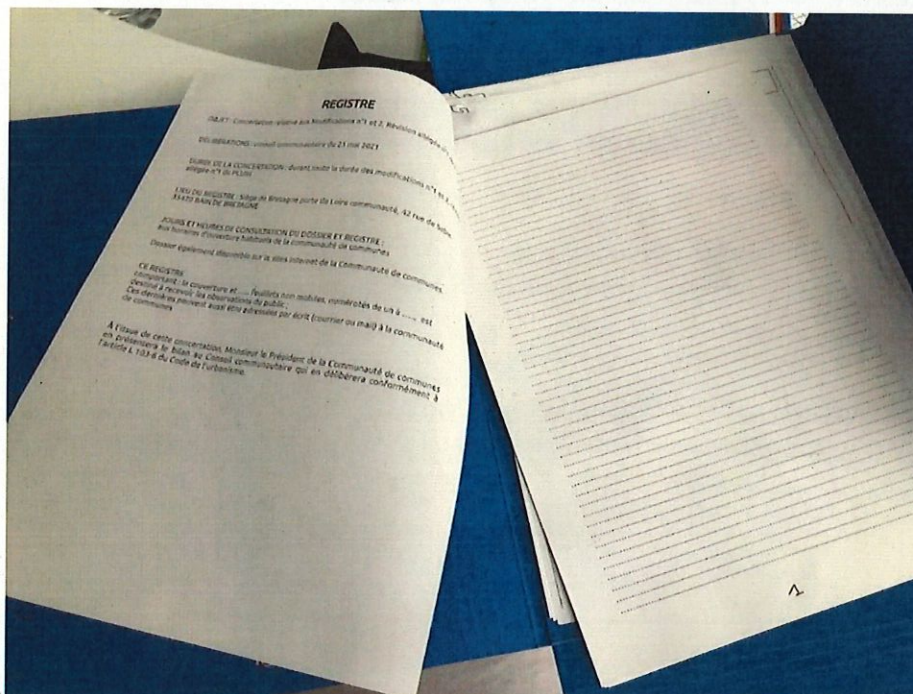 REGISTRE
OBJET : Concertation relative aux Modifications n°1 et 2, Révision allégée
DÉLIBÉRATIONS : conseil communautaire du 21 mai 2021
DURÉE DE LA CONCERTATION : durant toute la durée des modifications n°1 et 2
allégée n°1 du PLUiH
LIEU DU REGISTRE : Siège de Bretagne porte de Loire communauté, 42 rue de Sabin,
35470 BAIN DE BRETAGNE
JOURS ET HEURES DE CONSULTATION DU DOSSIER ET REGISTRE :
aux horaires d'ouverture habituels de la communauté de communes
Dossier également disponible sur le sites internet de la Communauté de communes.
CE REGISTRE
comportant : la couverture et ..... feuillets non mobiles, numérotés de un à ...... est
destiné à recevoir les observations du public ;
Ces dernières peuvent aussi être adressées par écrit (courrier ou mail) à la communauté
de communes
À l'issue de cette concertation, Monsieur le Président de la Communauté de communes
en présentera le bilan au Conseil communautaire qui en délibérera conformément à
l'article L 103-6 du Code de l'urbanisme.
1